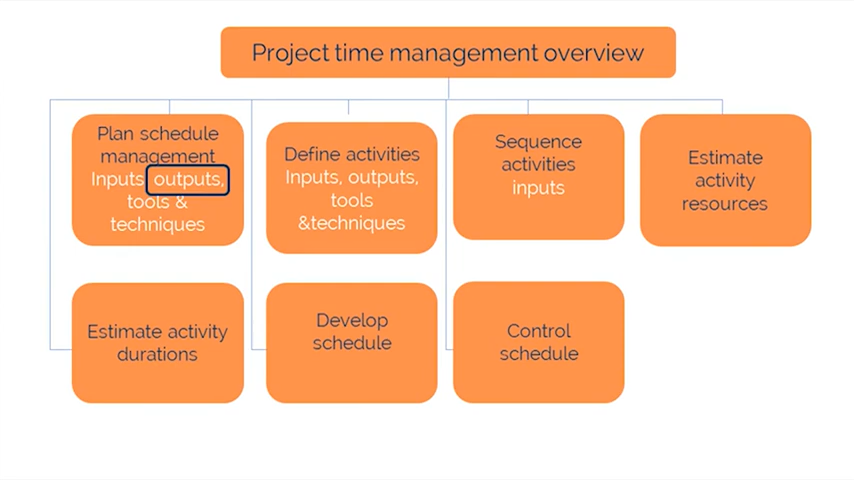 Project time management overview
Plan schedule
management
Inputs outputs,
tools &
techniques
Define activities
Inputs, outputs,
tools
&techniques
Sequence
activities
inputs
Estimate
activity
resources
Estimate activity
durations
Develop
schedule
Control
schedule